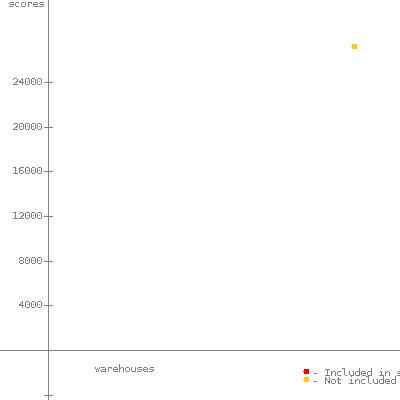 scores
24000
20000
16000
12000
8000
4000
warehouses
- Included in s
- Not included